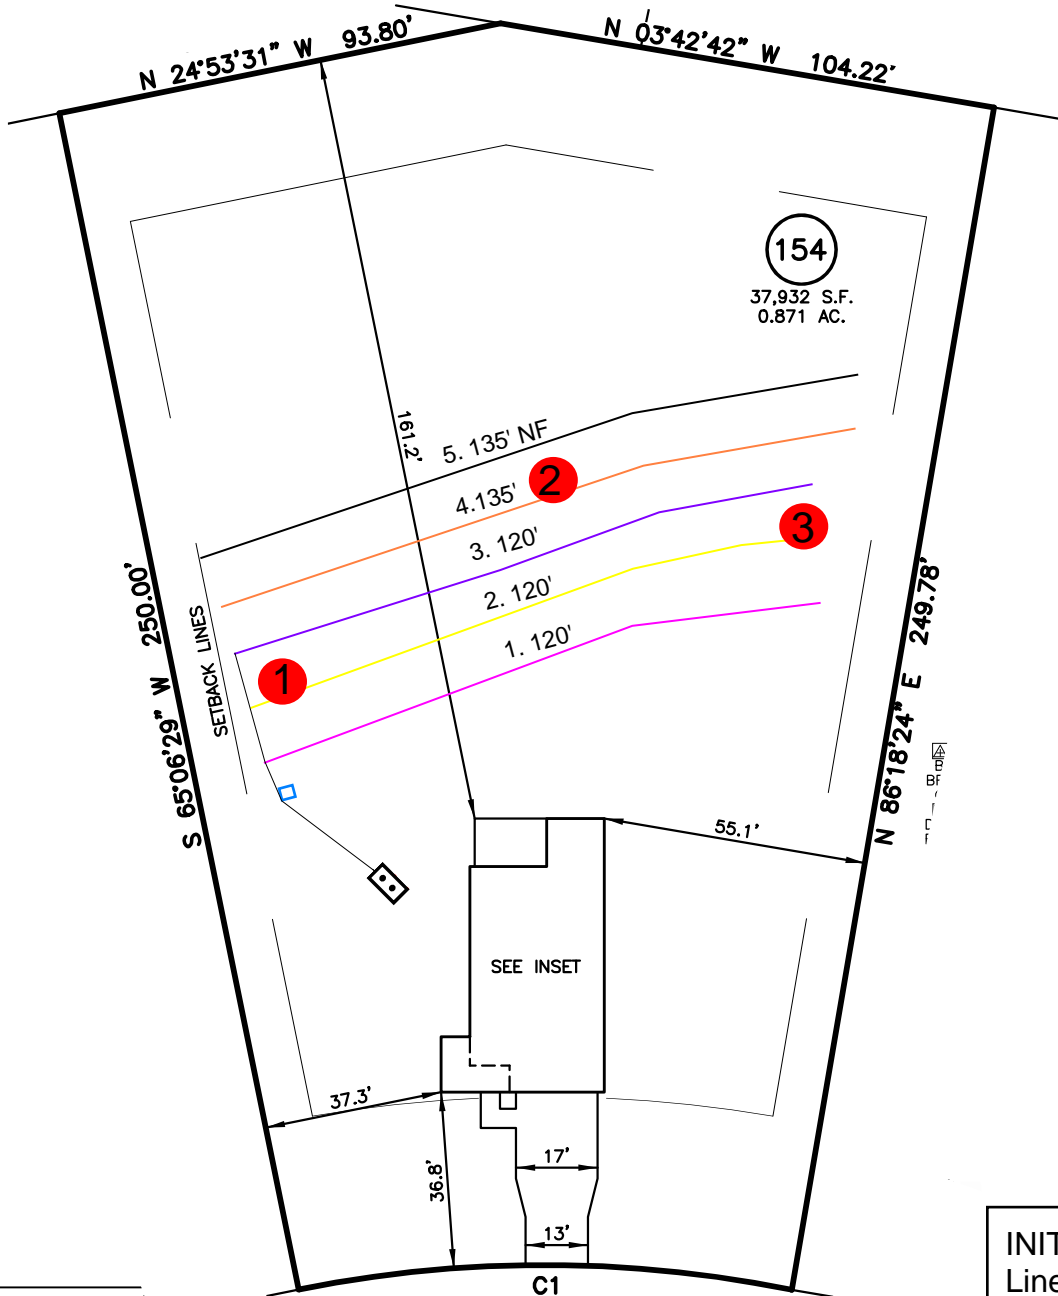 N 24°53'31" W 93.80'
N 03°42'42" W 104.22'
154
37,932 S.F.
0.871 AC.
161.2'
5. 135' NF
4.135'
2
3. 120'
3
2. 120'
1. 120'
1
SETBACK LINES
S 65°06'29" W 250.00'
N 86°18'24" E 249.78'
55.1'
SEE INSET
37.3'
36.8'
17'
13'
C1
INIT
Line